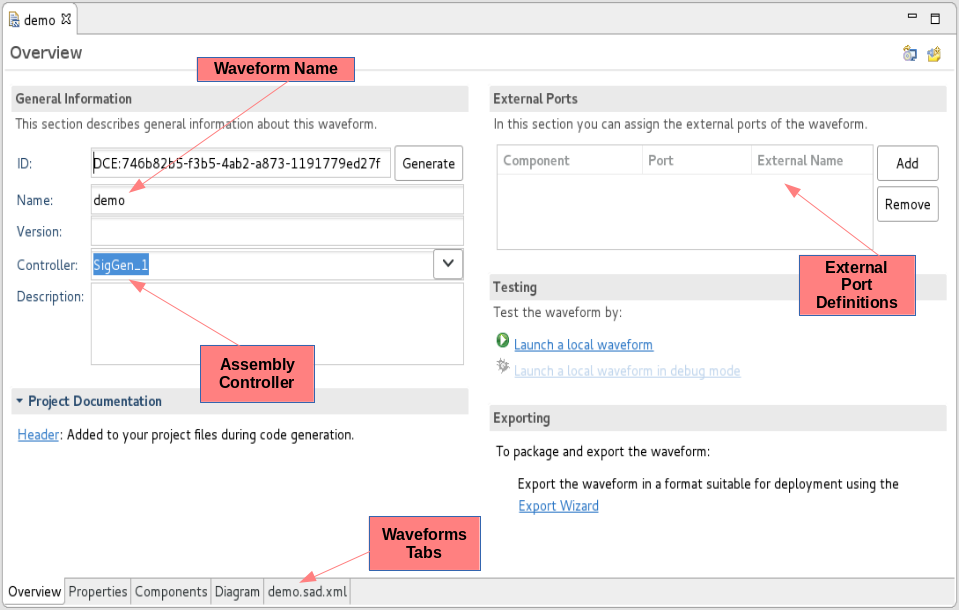 demo
Overview
Waveform Name
General Information
This section describes general information about this waveform.
ID:
DCE:746b82b5-f3b5-4ab2-a873-1191779ed27f
Generate
Name:
demo
Version:
Controller:
SigGen_1
Description:
Assembly
Controller
Project Documentation
Header: Added to your project files during code generation.
External Ports
In this section you can assign the external ports of the waveform.
Component
Port
External Name
Add
Remove
External
Port
Definitions
Testing
Test the waveform by:
Launch a local waveform
Launch a local waveform in debug mode
Exporting
To package and export the waveform:
Export the waveform in a format suitable for deployment using the
Export Wizard
Waveforms
Tabs
Overview
Properties
Components
Diagram
demo.sad.xml